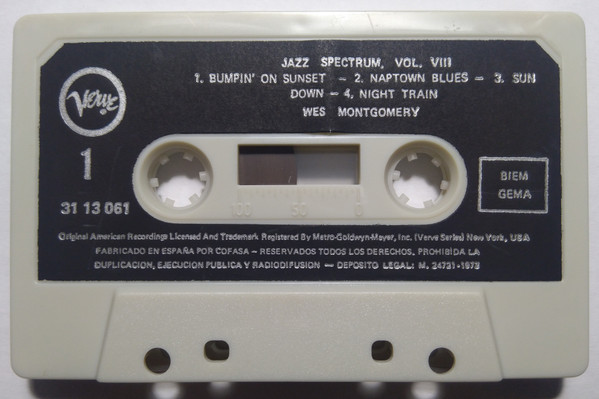 JAZZ SPECTRUM, VOL. VIII
1. BUMPIN' ON SUNSET — 2. NAPTOWN BLUES — 3. SUN
DOWN — 4. NIGHT TRAIN
WES MONTGOMERY
Verve
1
31 13 061
BIEM
GEMA
100 50 0
Original American Recordings Licensed And Trademark Registered By Metro-Goldwyn-Mayer, Inc. (Verve Series) New York, USA
FABRICADO EN ESPAÑA POR COFASA — RESERVADOS TODOS LOS DERECHOS. PROHIBIDA LA
DUPLICACION, EJECUCION PUBLICA Y RADIODIFUSION — DEPOSITO LEGAL: M. 24731-1973